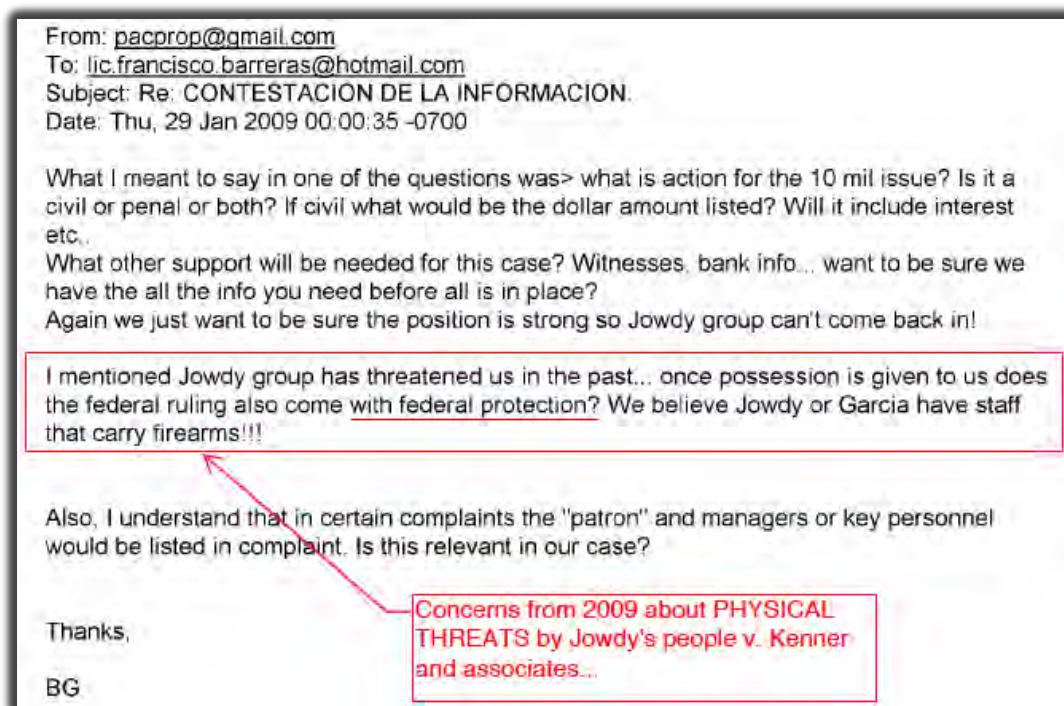 From: pacprop@gmail.com
To: lic.francisco.barreras@hotmail.com
Subject: Re: CONTESTACION DE LA INFORMACION.
Date: Thu, 29 Jan 2009 00:00:35 -0700
What I meant to say in one of the questions was> what is action for the 10 mil issue? Is it a
civil or penal or both? If civil what would be the dollar amount listed? Will it include interest
etc..
What other support will be needed for this case? Witnesses, bank info... want to be sure we
have the all the info you need before all is in place?
Again we just want to be sure the position is strong so Jowdy group can't come back in!
I mentioned Jowdy group has threatened us in the past... once possession is given to us does
the federal ruling also come with federal protection? We believe Jowdy or Garcia have staff
that carry firearms!!!
Also, I understand that in certain complaints the "patron" and managers or key personnel
would be listed in complaint. Is this relevant in our case?
Concerns from 2009 about PHYSICAL
THREATS by Jowdy's people v. Kenner
and associates...
Thanks,
BG